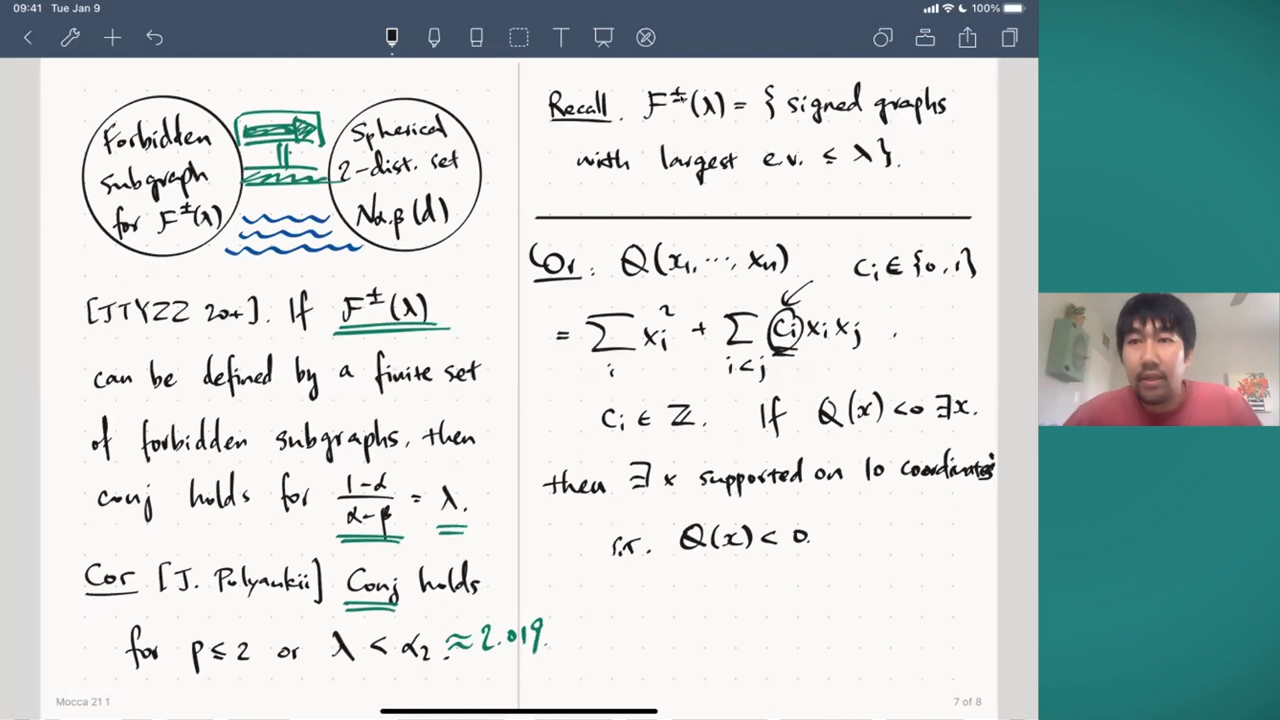 09:41 Tue Jan 9
100%
Forbidden
subgraph
for F±(λ)
Spherical
2-dist. set
Nα,β(d)
[JTYZZ 20+]. If F±(λ)
can be defined by a finite set
of forbidden subgraphs, then
conj holds for (1-α)/(α-β) = λ.
Cor [J. Polyanskii] Conj holds
for p ≤ 2 or λ < α₂ ≈ 2.019.
Recall. F±(λ) = { signed graphs
with largest e.v. ≤ λ }.
Cor: Q(x₁, ..., xₙ) cᵢ ∈ {0, 1}
= Σᵢ xᵢ² + Σᵢ<ⱼ cᵢ xᵢ xⱼ.
cᵢ ∈ ℤ. If Q(x) < 0 ∃x.
then ∃ x supported on 10 coordinates
s.t. Q(x) < 0.
Mocca 21 1
7 of 8